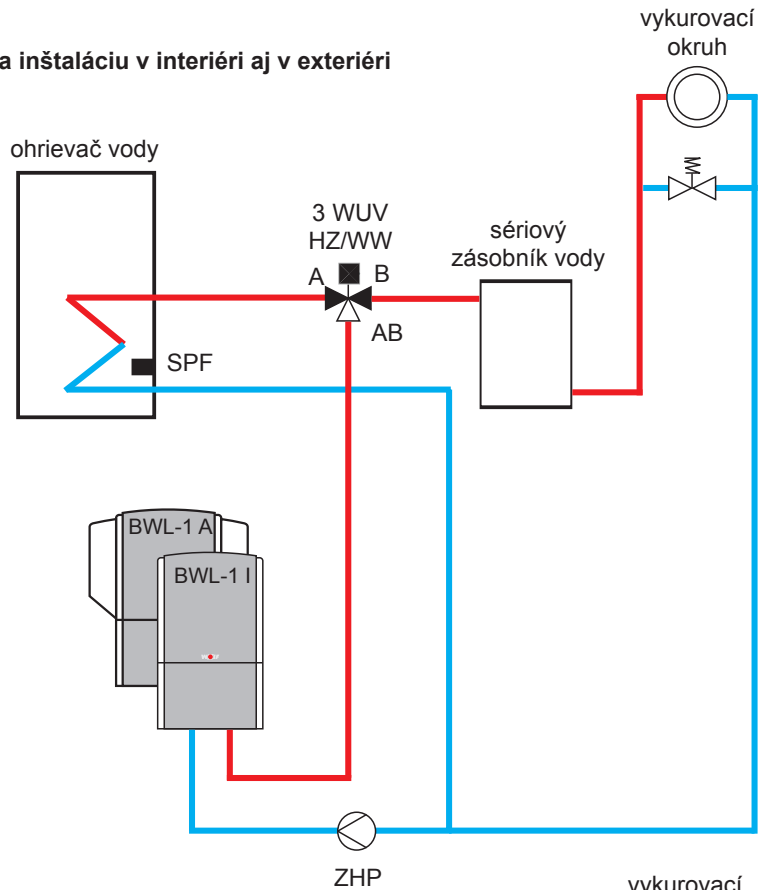 vykurovací
okruh
a inštaláciu v interiéri aj v exteriéri
ohrievač vody
3 WUV
HZ/WW
sériový
zásobník vody
A
B
AB
SPF
BWL-1 A
BWL-1 I
ZHP
vykurovací